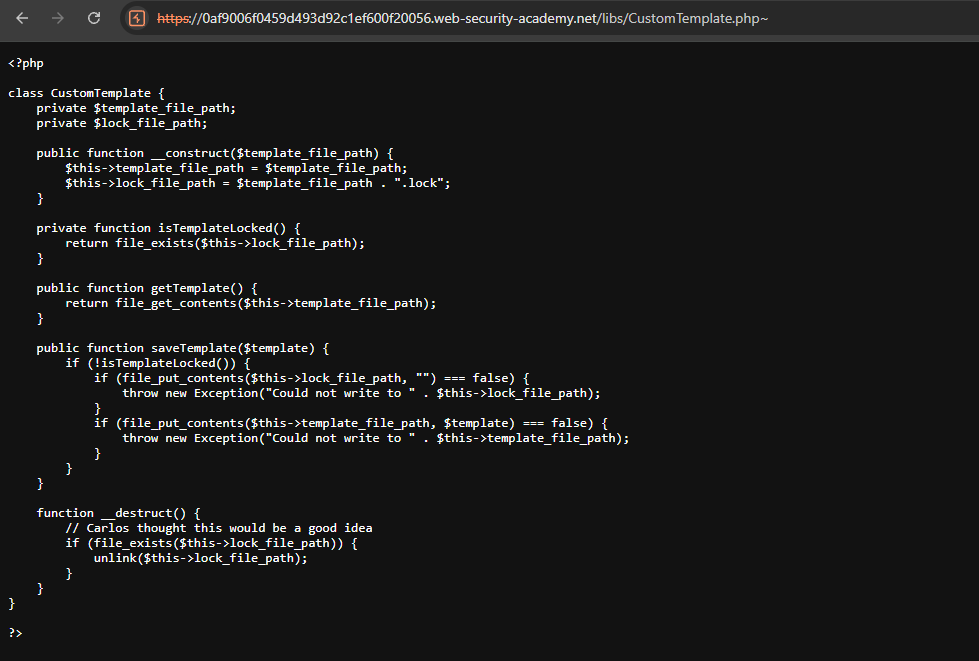 https://0af9006f0459d493d92c1ef600f20056.web-security-academy.net/libs/CustomTemplate.php~
<?php
class CustomTemplate {
    private $template_file_path;
    private $lock_file_path;
    public function __construct($template_file_path) {
        $this->template_file_path = $template_file_path;
        $this->lock_file_path = $template_file_path . ".lock";
    }
    private function isTemplateLocked() {
        return file_exists($this->lock_file_path);
    }
    public function getTemplate() {
        return file_get_contents($this->template_file_path);
    }
    public function saveTemplate($template) {
        if (!isTemplateLocked()) {
            if (file_put_contents($this->lock_file_path, "") === false) {
                throw new Exception("Could not write to " . $this->lock_file_path);
            }
            if (file_put_contents($this->template_file_path, $template) === false) {
                throw new Exception("Could not write to " . $this->template_file_path);
            }
        }
    }
    function __destruct() {
        // Carlos thought this would be a good idea
        if (file_exists($this->lock_file_path)) {
            unlink($this->lock_file_path);
        }
    }
}
?>